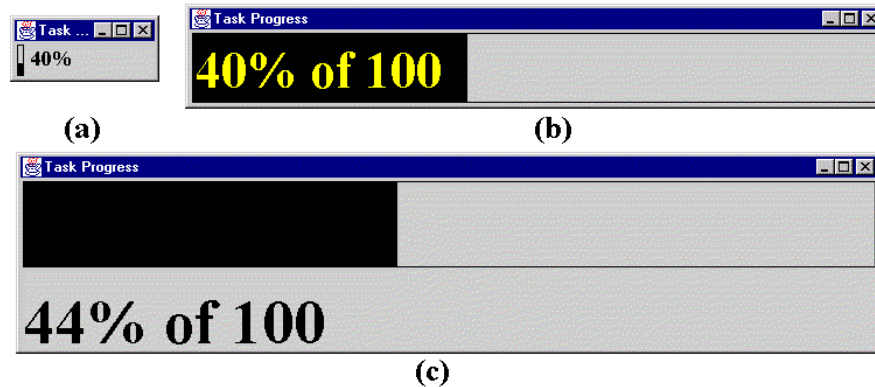 Task ...
40%
(a)
Task Progress
40% of 100
(b)
Task Progress
44% of 100
(c)